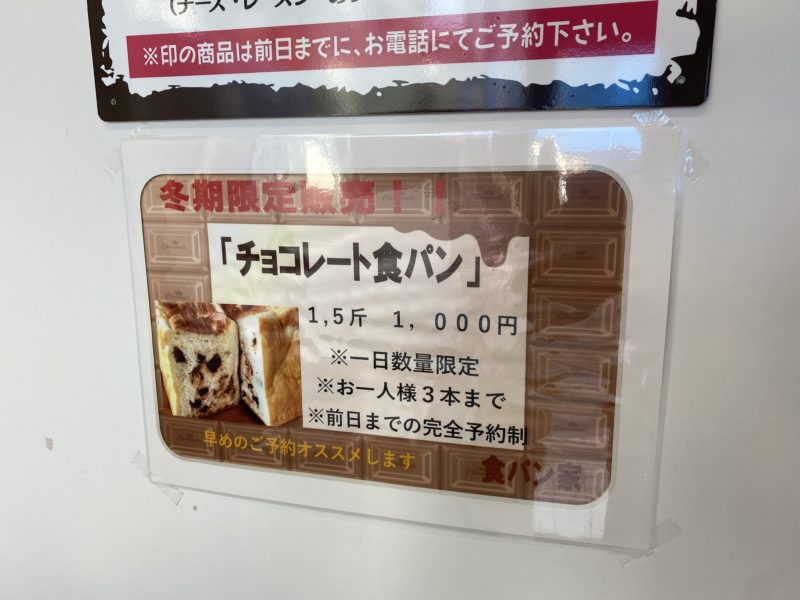 ※印の商品は前日までに、お電話にてご予約下さい。
冬期限定販売！！
「チョコレート食パン」
1,5斤　1，000円
※一日数量限定
※お一人様３本まで
※前日までの完全予約制
早めのご予約オススメします
食パン家